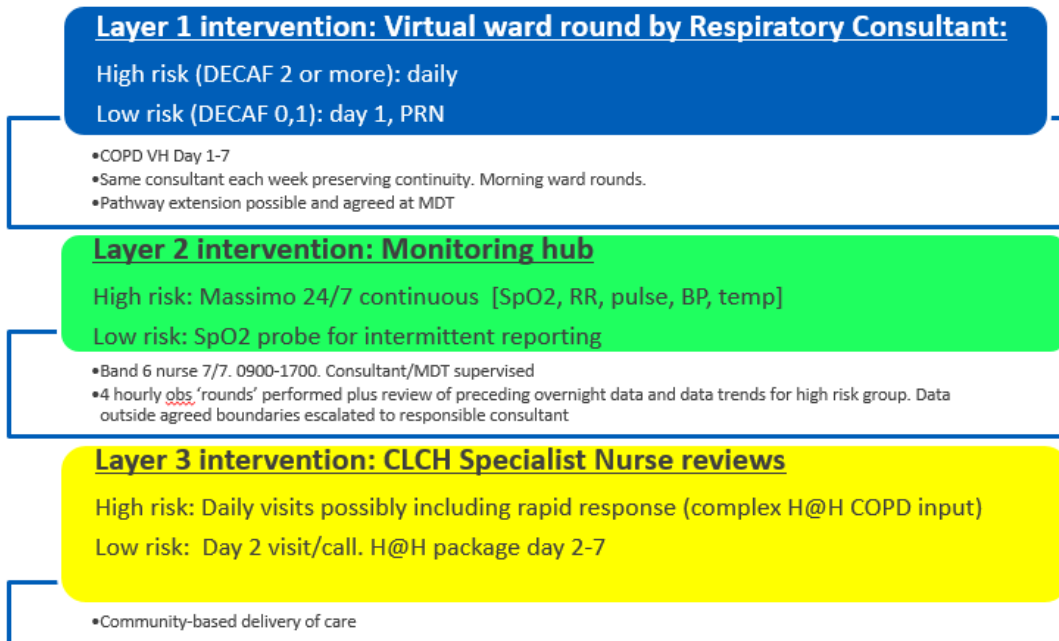 Layer 1 intervention: Virtual ward round by Respiratory Consultant:
High risk (DECAF 2 or more): daily
Low risk (DECAF 0,1): day 1, PRN
•COPD VH Day 1-7
•Same consultant each week preserving continuity. Morning ward rounds.
•Pathway extension possible and agreed at MDT
Layer 2 intervention: Monitoring hub
High risk: Massimo 24/7 continuous [SpO2, RR, pulse, BP, temp]
Low risk: SpO2 probe for intermittent reporting
•Band 6 nurse 7/7. 0900-1700. Consultant/MDT supervised
•4 hourly obs 'rounds' performed plus review of preceding overnight data and data trends for high risk group. Data
outside agreed boundaries escalated to responsible consultant
Layer 3 intervention: CLCH Specialist Nurse reviews
High risk: Daily visits possibly including rapid response (complex H@H COPD input)
Low risk: Day 2 visit/call. H@H package day 2-7
•Community-based delivery of care